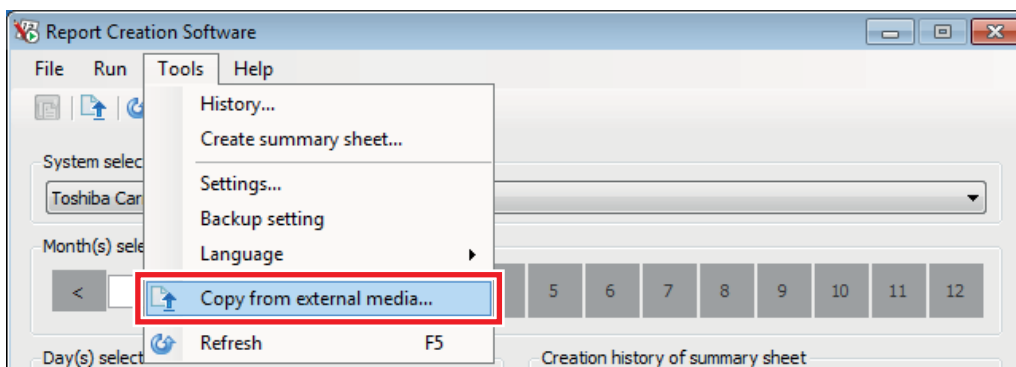 Report Creation Software
File Run Tools Help
History...
Create summary sheet...
System selec
Settings...
Toshiba Car
Backup setting
Month(s) sele
Language
< 5 6 7 8 9 10 11 12
Copy from external media...
Refresh F5
Day(s) select
Creation history of summary sheet